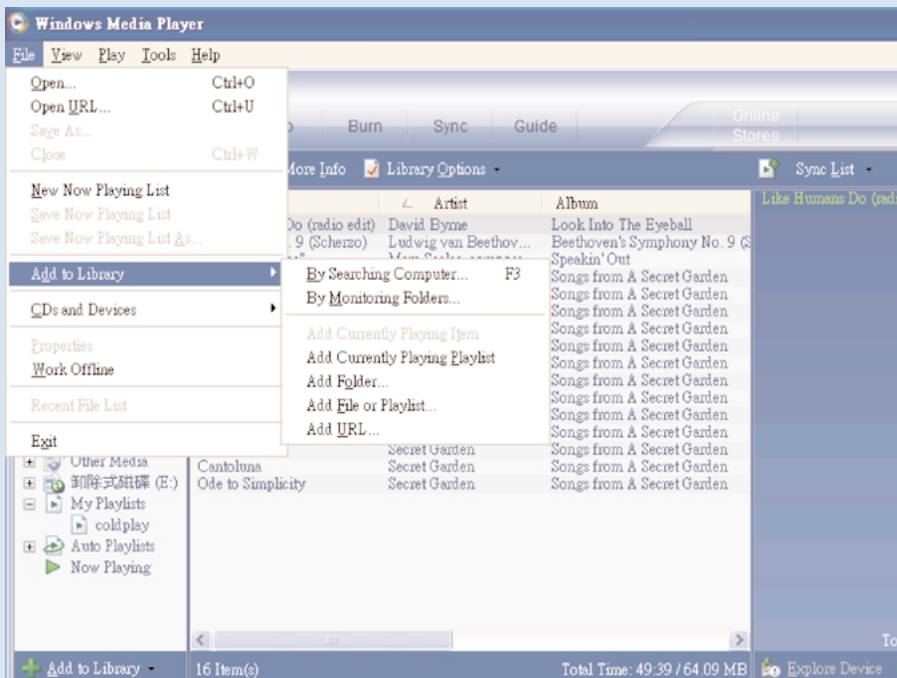 Windows Media Player
File View Play Tools Help
Open... Ctrl+O
Open URL... Ctrl+U
Save As...
Close Ctrl+W
New Now Playing List
Save Now Playing List
Save Now Playing List As...
Add to Library
CDs and Devices
Properties
Work Offline
Recent File List
Exit
By Searching Computer... F3
By Monitoring Folders...
Add Currently Playing Item
Add Currently Playing Playlist
Add Folder...
Add File or Playlist...
Add URL...
Burn Sync Guide
Online
Stores
More Info Library Options Sync List
Artist Album
Like Humans Do (radi
Do (radio edit) David Byrne Look Into The Eyeball
. 9 (Scherzo) Ludwig van Beethov... Beethoven's Symphony No. 9 (S
Speakin' Out
Songs from A Secret Garden
Songs from A Secret Garden
Songs from A Secret Garden
Songs from A Secret Garden
Songs from A Secret Garden
Songs from A Secret Garden
Songs from A Secret Garden
Songs from A Secret Garden
Songs from A Secret Garden
Songs from A Secret Garden
Secret Garden Songs from A Secret Garden
Cantoluna Secret Garden Songs from A Secret Garden
Ode to Simplicity Secret Garden Songs from A Secret Garden
Other Media
卸除式磁碟 (E:)
My Playlists
coldplay
Auto Playlists
Now Playing
To
Add to Library 16 Item(s) Total Time: 49:39 / 64.09 MB Explore Device